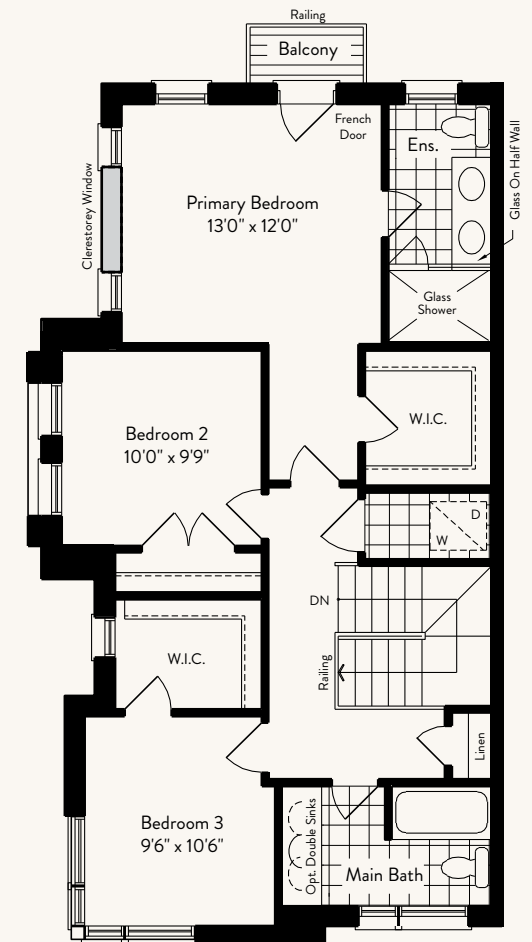 Railing
Balcony
French
Door
Ens.
Glass On Half Wall
Clerestorey Window
Primary Bedroom
13'0" x 12'0"
Glass
Shower
W.I.C.
Bedroom 2
10'0" x 9'9"
D
W
DN
W.I.C.
Railing
Linen
Bedroom 3
9'6" x 10'6"
Opt. Double Sinks
Main Bath